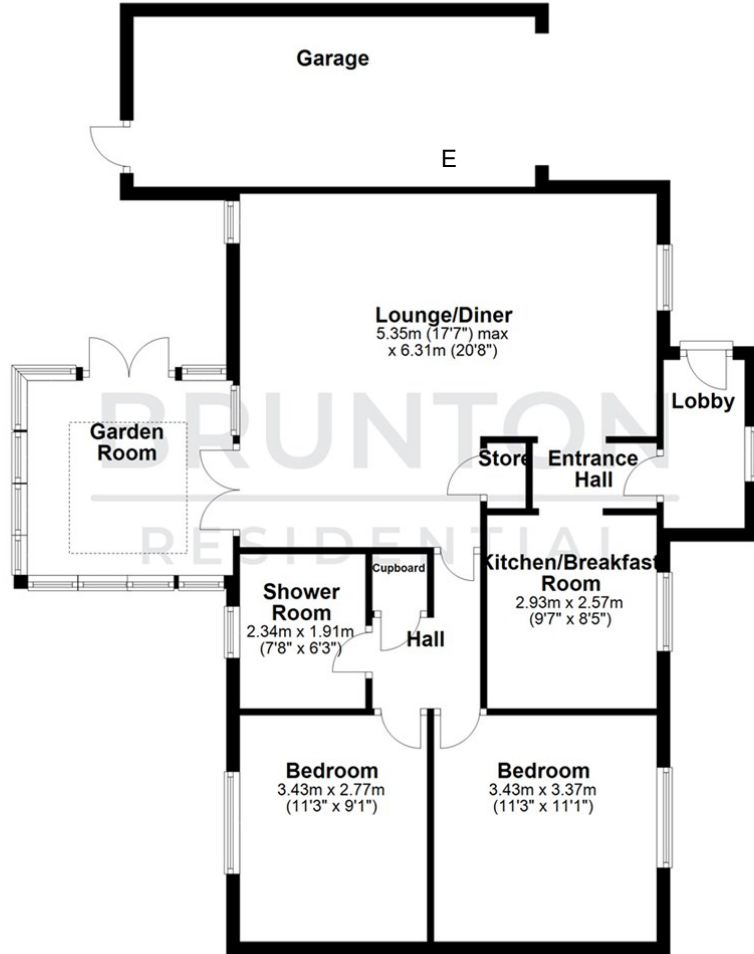 Garage
E
Lounge/Diner
5.35m (17'7") max
x 6.31m (20'8")
Lobby
BRUNTON
RESIDENTIAL
Garden
Room
Store
Entrance
Hall
Kitchen/Breakfast
Room
2.93m x 2.57m
(9'7" x 8'5")
Cupboard
Shower
Room
2.34m x 1.91m
(7'8" x 6'3")
Hall
Bedroom
3.43m x 2.77m
(11'3" x 9'1")
Bedroom
3.43m x 3.37m
(11'3" x 11'1")